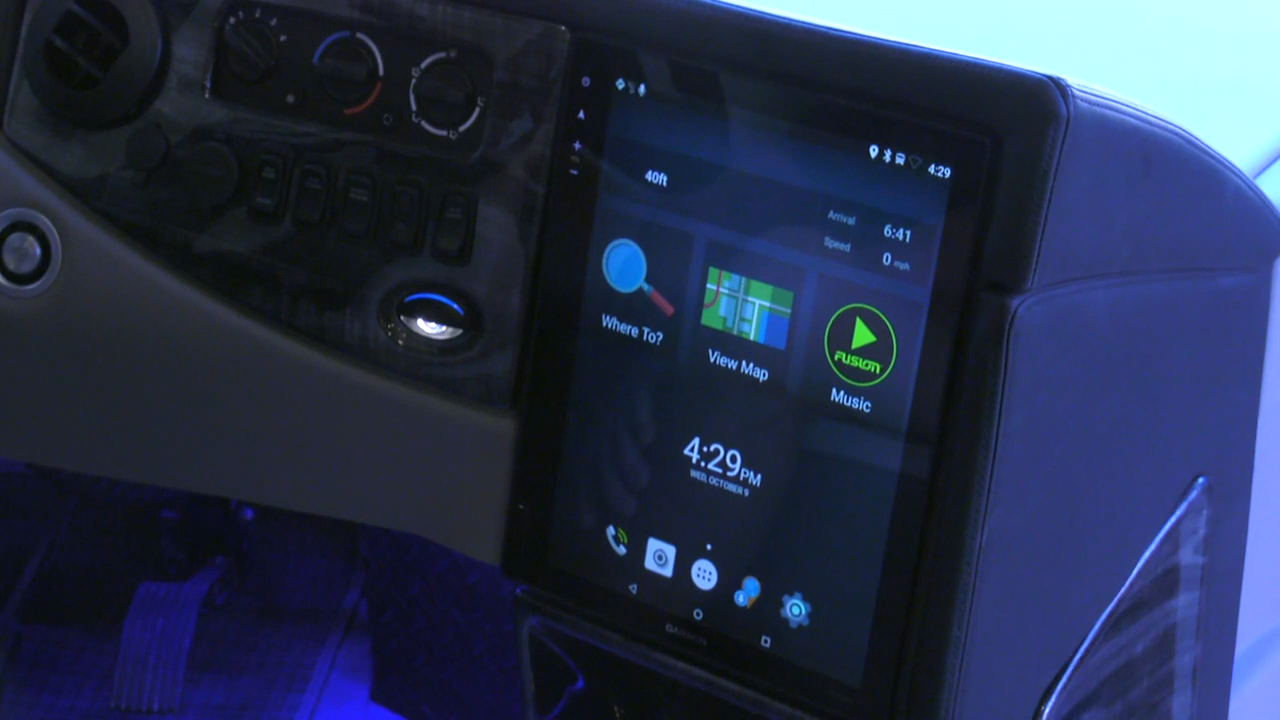 4:29
40ft
Arrival 6:41
Speed 0 mph
Where To?
View Map
FUSION
Music
4:29PM
WED, OCTOBER 9
GARMIN